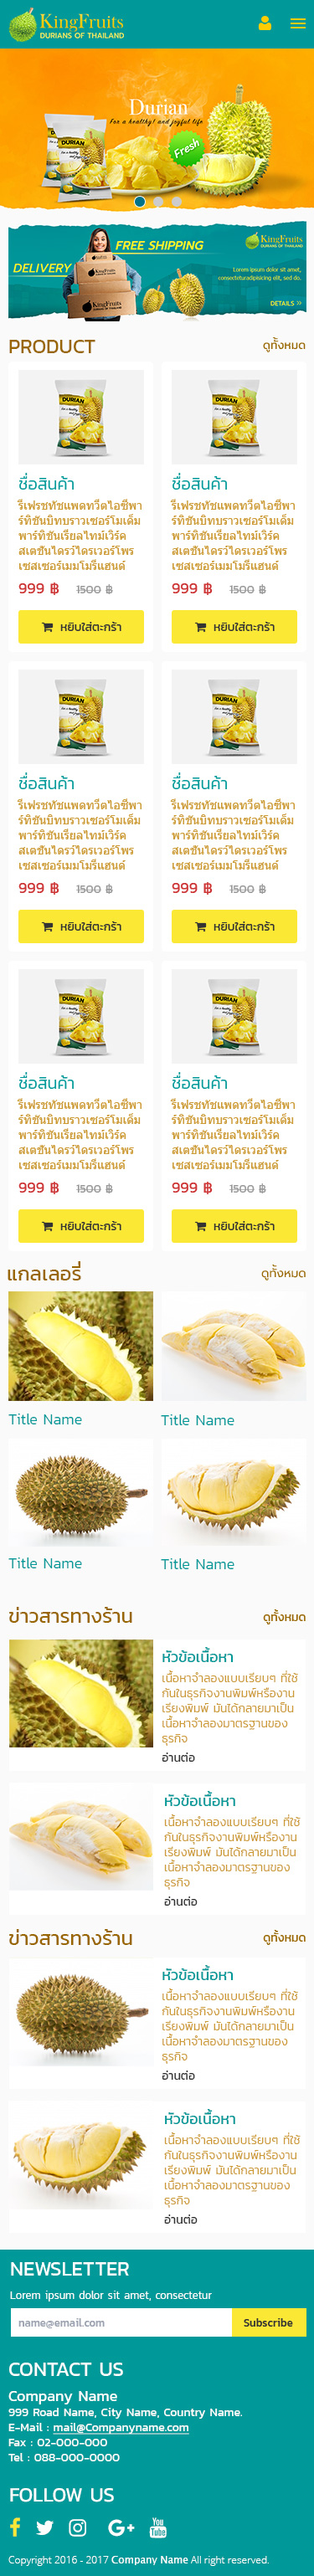 KingFruits
DURIANS OF THAILAND
Durian
For a healthy and joyful life!
Fresh
FREE SHIPPING
DELIVERY
KingFruits
DURIANS OF THAILAND
Lorem ipsum dolor sit amet,
consecteturadipisicing elit, sed do.
DETAILS »
PRODUCT
ดูทั้งหมด
ชื่อสินค้า
รีเฟรชทัชแพดทวีตไอซีพา
ร์ทิชันบิทบราวเซอร์โมเด็ม
พาร์ทิชันเรียลไทม์เวิร์ค
สเตชันไดรว์ไดรเวอร์โพร
เซสเซอร์เมมโมรี่แฮนด์
999 ฿ 1500 ฿
หยิบใส่ตะกร้า
ชื่อสินค้า
รีเฟรชทัชแพดทวีตไอซีพา
ร์ทิชันบิทบราวเซอร์โมเด็ม
พาร์ทิชันเรียลไทม์เวิร์ค
สเตชันไดรว์ไดรเวอร์โพร
เซสเซอร์เมมโมรี่แฮนด์
999 ฿ 1500 ฿
หยิบใส่ตะกร้า
ชื่อสินค้า
รีเฟรชทัชแพดทวีตไอซีพา
ร์ทิชันบิทบราวเซอร์โมเด็ม
พาร์ทิชันเรียลไทม์เวิร์ค
สเตชันไดรว์ไดรเวอร์โพร
เซสเซอร์เมมโมรี่แฮนด์
999 ฿ 1500 ฿
หยิบใส่ตะกร้า
ชื่อสินค้า
รีเฟรชทัชแพดทวีตไอซีพา
ร์ทิชันบิทบราวเซอร์โมเด็ม
พาร์ทิชันเรียลไทม์เวิร์ค
สเตชันไดรว์ไดรเวอร์โพร
เซสเซอร์เมมโมรี่แฮนด์
999 ฿ 1500 ฿
หยิบใส่ตะกร้า
ชื่อสินค้า
รีเฟรชทัชแพดทวีตไอซีพา
ร์ทิชันบิทบราวเซอร์โมเด็ม
พาร์ทิชันเรียลไทม์เวิร์ค
สเตชันไดรว์ไดรเวอร์โพร
เซสเซอร์เมมโมรี่แฮนด์
999 ฿ 1500 ฿
หยิบใส่ตะกร้า
ชื่อสินค้า
รีเฟรชทัชแพดทวีตไอซีพา
ร์ทิชันบิทบราวเซอร์โมเด็ม
พาร์ทิชันเรียลไทม์เวิร์ค
สเตชันไดรว์ไดรเวอร์โพร
เซสเซอร์เมมโมรี่แฮนด์
999 ฿ 1500 ฿
หยิบใส่ตะกร้า
แกลเลอรี่
ดูทั้งหมด
Title Name
Title Name
Title Name
Title Name
ข่าวสารทางร้าน
ดูทั้งหมด
หัวข้อเนื้อหา
เนื้อหาจำลองแบบเรียบๆ ที่ใช้
กันในธุรกิจงานพิมพ์หรืองาน
เรียงพิมพ์ มันได้กลายมาเป็น
เนื้อหาจำลองมาตรฐานของ
ธุรกิจ
อ่านต่อ
หัวข้อเนื้อหา
เนื้อหาจำลองแบบเรียบๆ ที่ใช้
กันในธุรกิจงานพิมพ์หรืองาน
เรียงพิมพ์ มันได้กลายมาเป็น
เนื้อหาจำลองมาตรฐานของ
ธุรกิจ
อ่านต่อ
ข่าวสารทางร้าน
ดูทั้งหมด
หัวข้อเนื้อหา
เนื้อหาจำลองแบบเรียบๆ ที่ใช้
กันในธุรกิจงานพิมพ์หรืองาน
เรียงพิมพ์ มันได้กลายมาเป็น
เนื้อหาจำลองมาตรฐานของ
ธุรกิจ
อ่านต่อ
หัวข้อเนื้อหา
เนื้อหาจำลองแบบเรียบๆ ที่ใช้
กันในธุรกิจงานพิมพ์หรืองาน
เรียงพิมพ์ มันได้กลายมาเป็น
เนื้อหาจำลองมาตรฐานของ
ธุรกิจ
อ่านต่อ
NEWSLETTER
Lorem ipsum dolor sit amet, consectetur
name@email.com
Subscribe
CONTACT US
Company Name
999 Road Name, City Name, Country Name.
E-Mail : mail@Companyname.com
Fax : 02-000-000
Tel : 088-000-0000
FOLLOW US
Copyright 2016 - 2017 Company Name All right reserved.